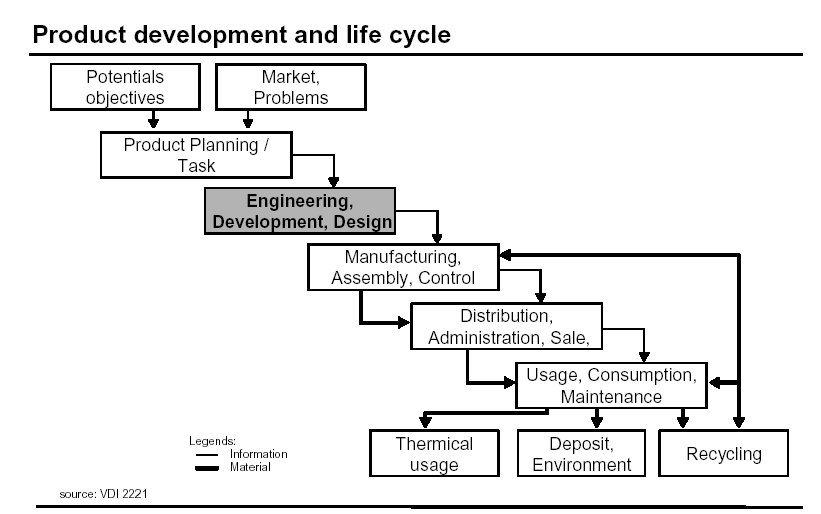 Product development and life cycle
Potentials
objectives
Market,
Problems
Product Planning /
Task
Engineering,
Development, Design
Manufacturing,
Assembly, Control
Distribution,
Administration, Sale,
Usage, Consumption,
Maintenance
Thermical
usage
Deposit,
Environment
Recycling
Legends:
Information
Material
source: VDI 2221